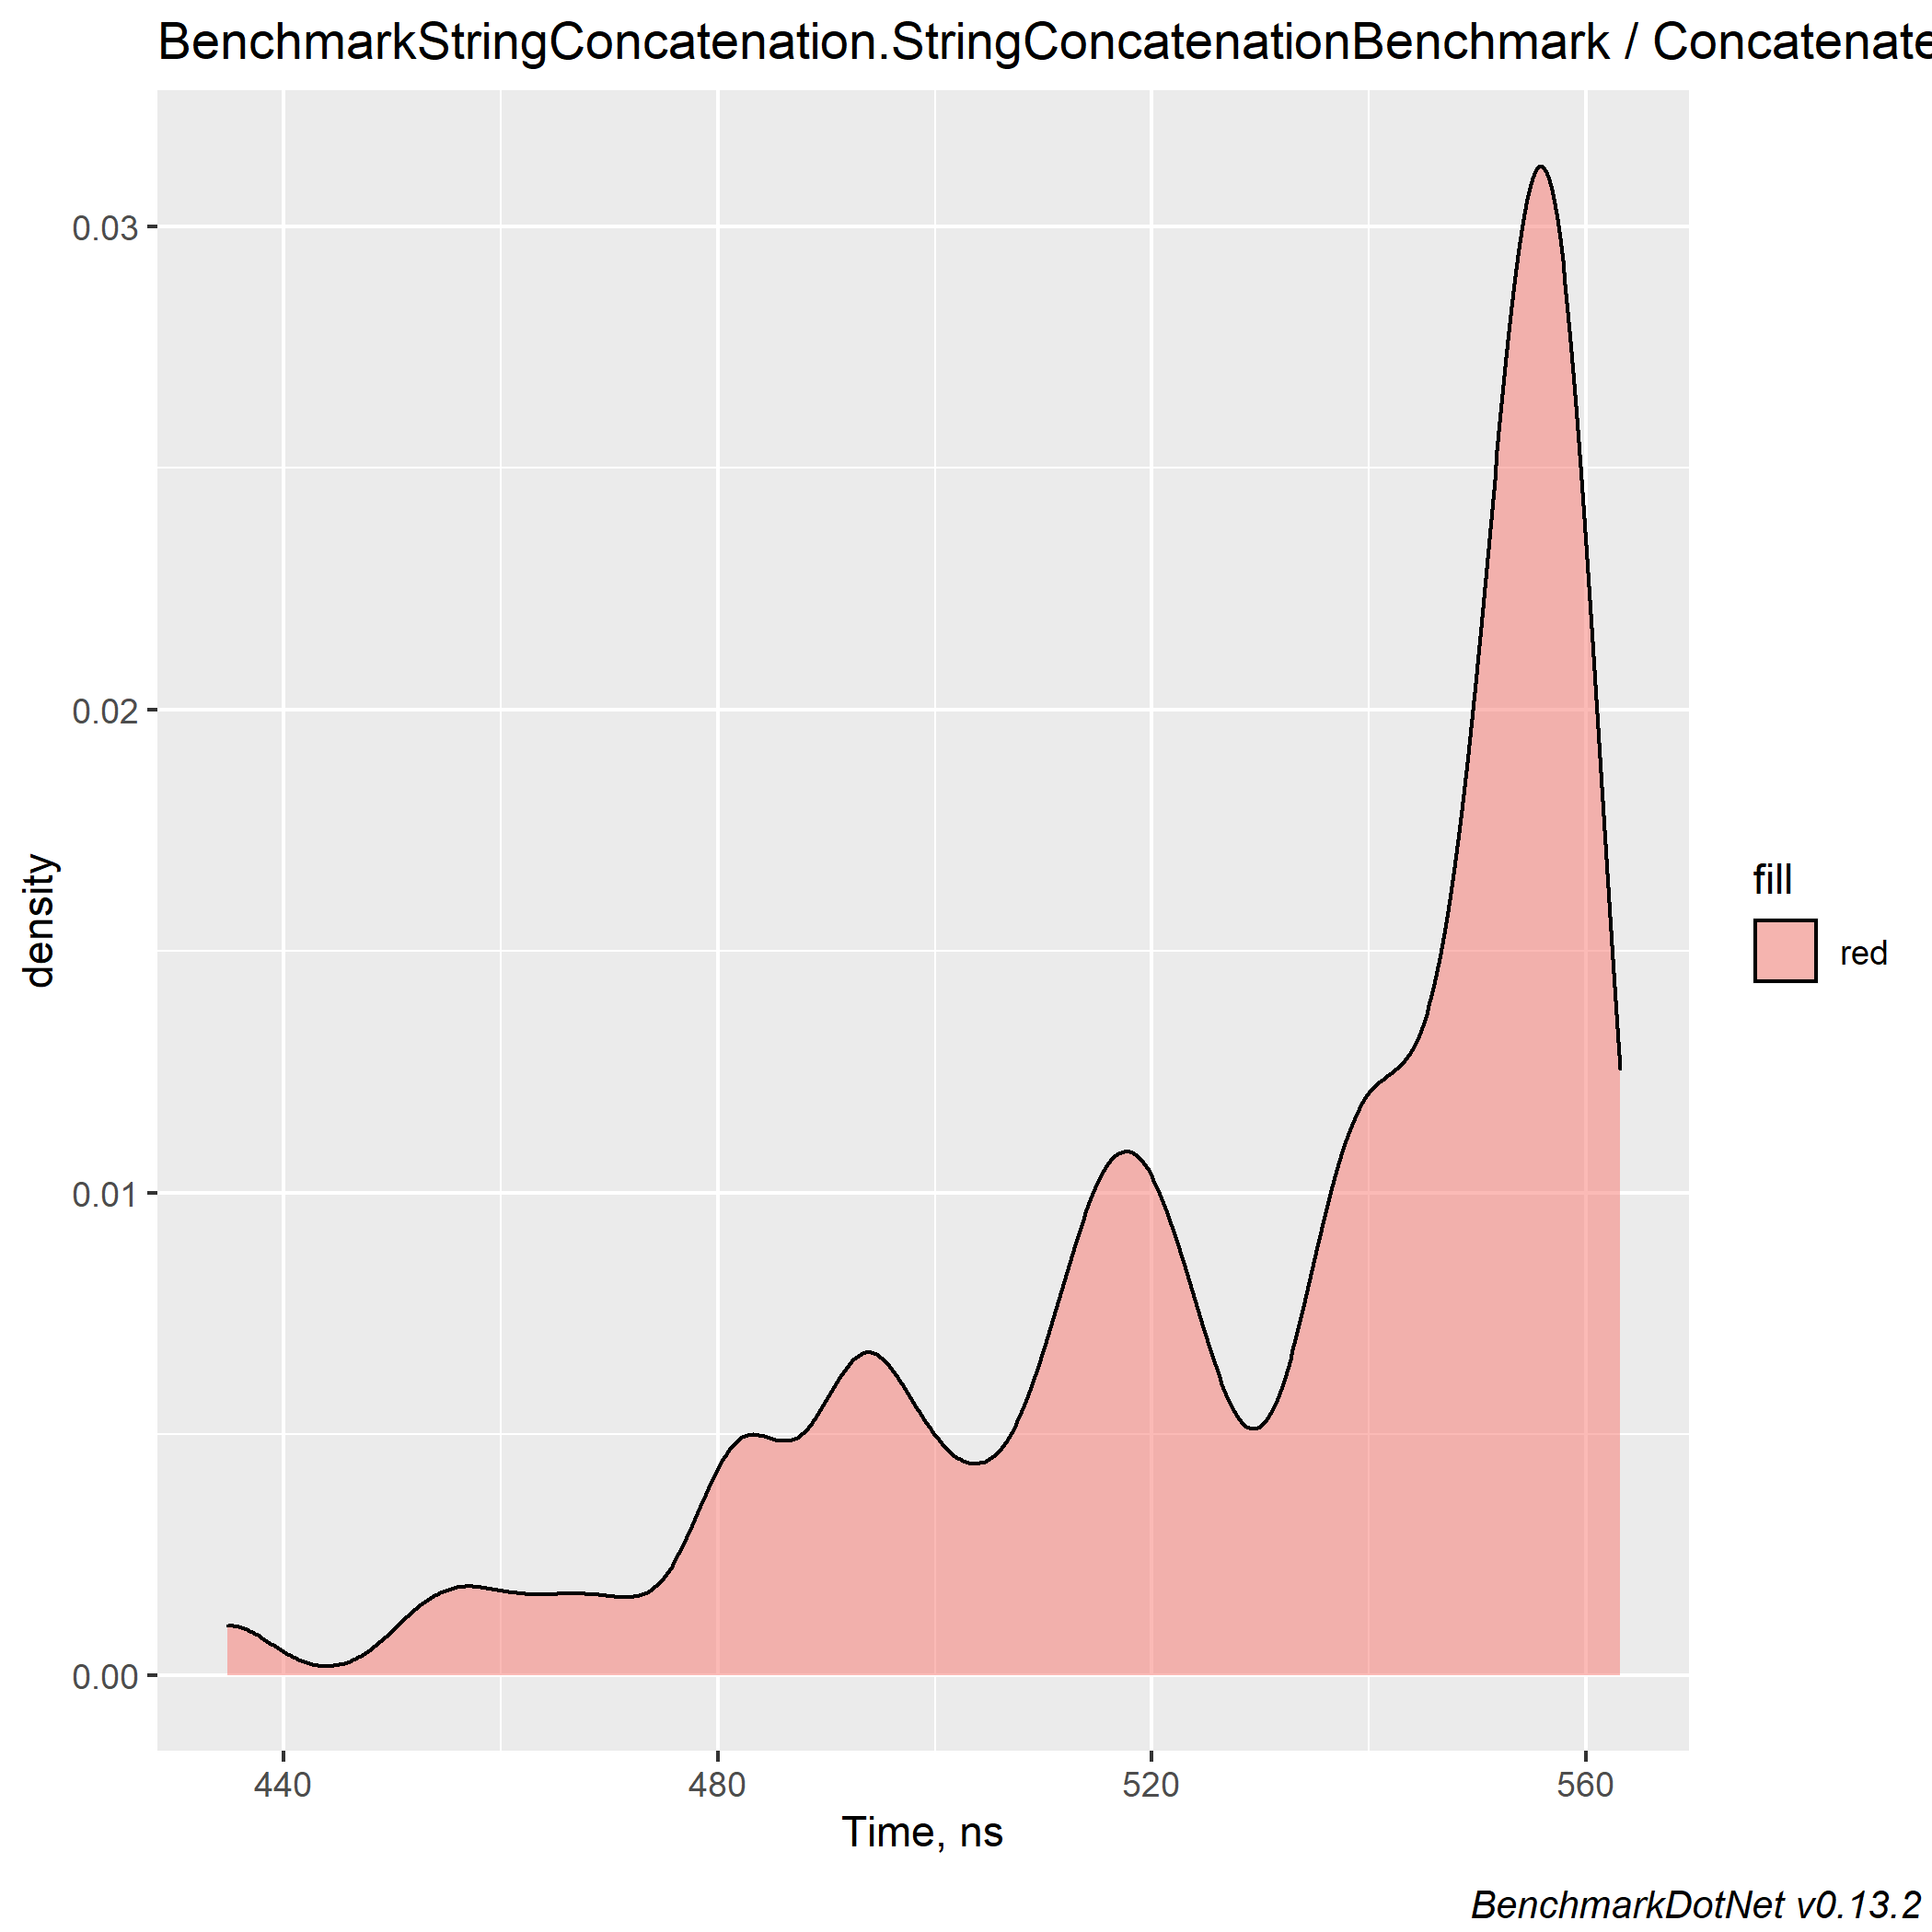 BenchmarkStringConcatenation.StringConcatenationBenchmark / Concatenate
0.03
0.02
0.01
0.00
density
440 480 520 560
Time, ns
fill
red
BenchmarkDotNet v0.13.2